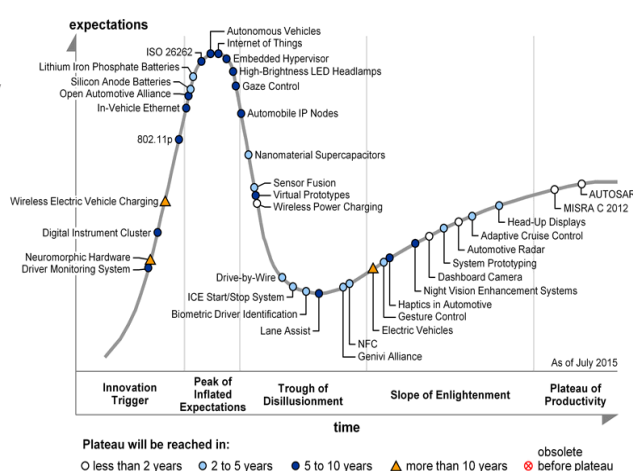 expectations
Autonomous Vehicles
Internet of Things
ISO 26262
Embedded Hypervisor
Lithium Iron Phosphate Batteries
High-Brightness LED Headlamps
Silicon Anode Batteries
Gaze Control
Open Automotive Alliance
In-Vehicle Ethernet
Automobile IP Nodes
802.11p
Nanomaterial Supercapacitors
Sensor Fusion
Virtual Prototypes
Wireless Electric Vehicle Charging
Wireless Power Charging
AUTOSAR
MISRA C 2012
Head-Up Displays
Digital Instrument Cluster
Adaptive Cruise Control
Automotive Radar
Neuromorphic Hardware
System Prototyping
Driver Monitoring System
Drive-by-Wire
Dashboard Camera
Night Vision Enhancement Systems
ICE Start/Stop System
Haptics in Automotive
Biometric Driver Identification
Gesture Control
Lane Assist
Electric Vehicles
NFC
Genivi Alliance
As of July 2015
Innovation
Trigger
Peak of
Inflated
Expectations
Trough of
Disillusionment
Slope of Enlightenment
Plateau of
Productivity
time
Plateau will be reached in:
less than 2 years
2 to 5 years
5 to 10 years
more than 10 years
obsolete
before plateau